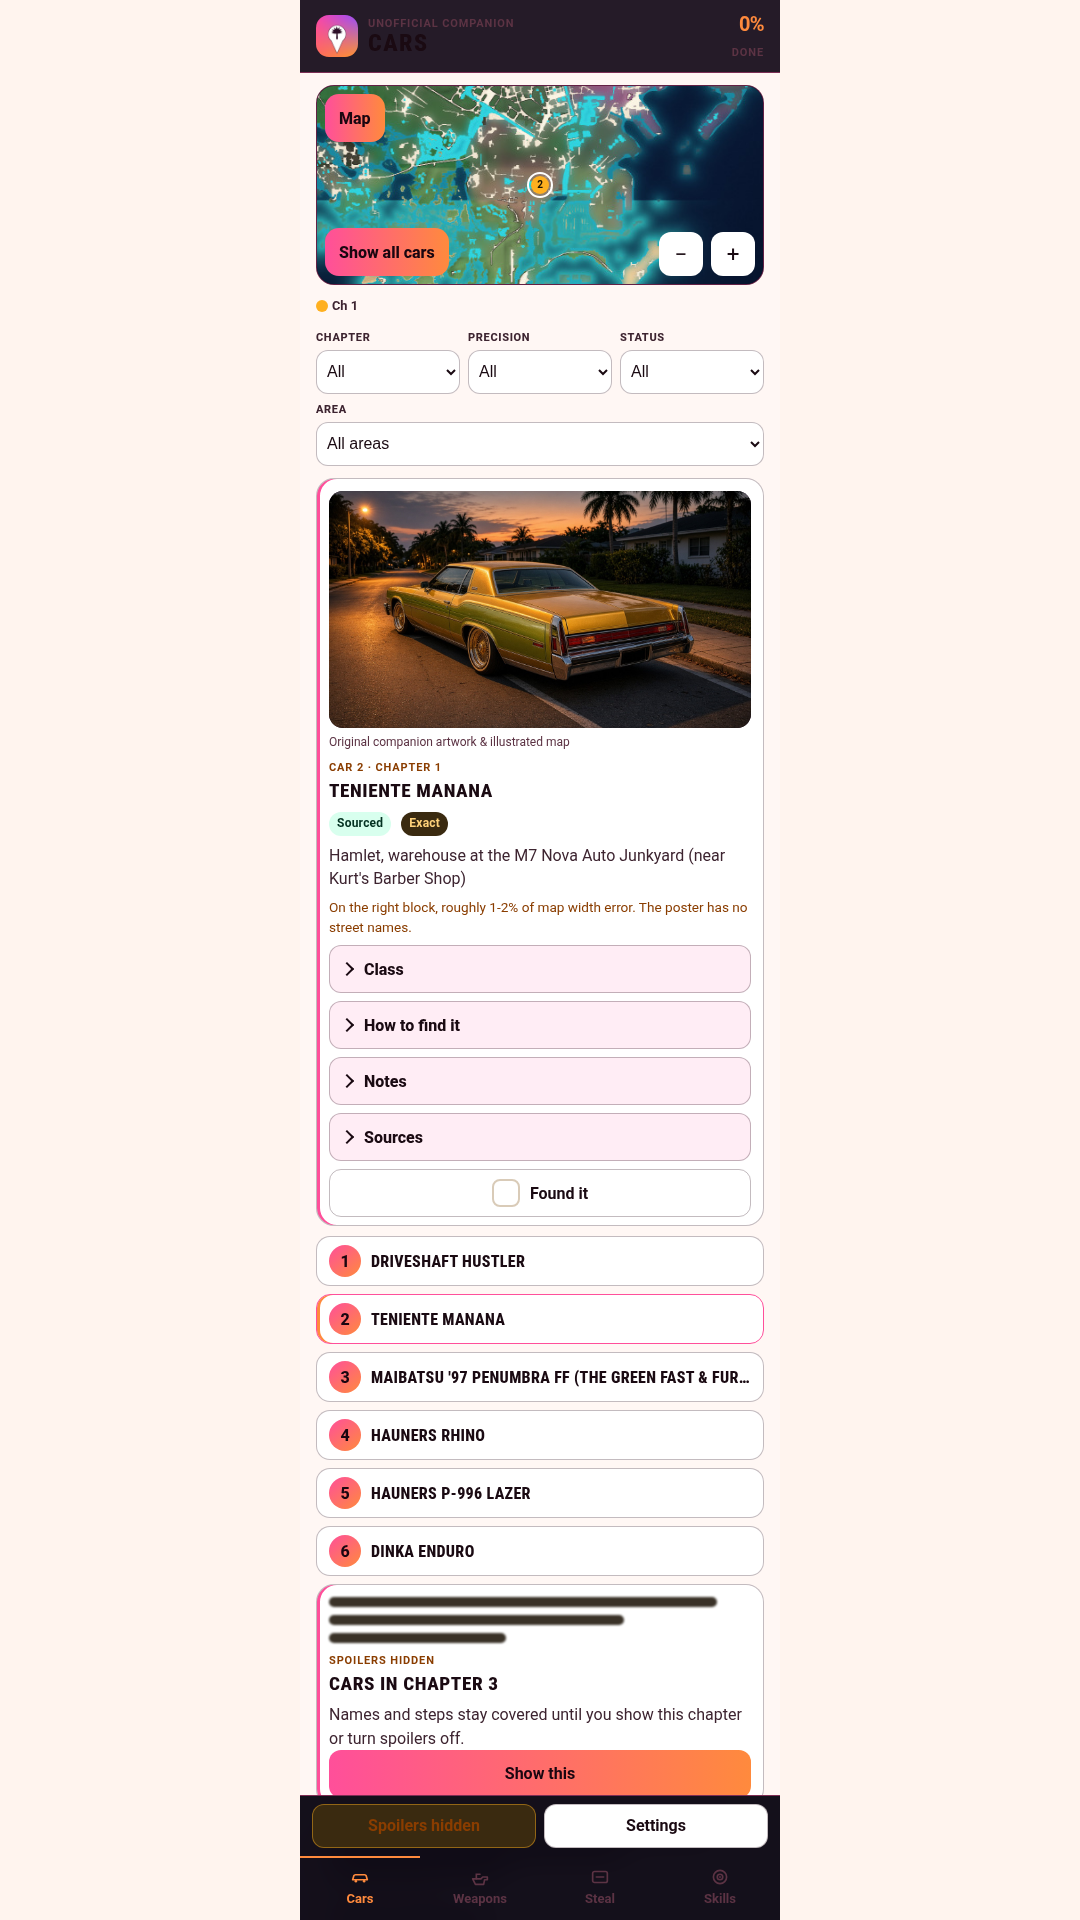 UNOFFICIAL COMPANION
CARS
0%
DONE
Map
2
Show all cars
−
+
Ch 1
CHAPTER
PRECISION
STATUS
All
All
All
AREA
All areas
Original companion artwork & illustrated map
CAR 2 · CHAPTER 1
TENIENTE MANANA
Sourced
Exact
Hamlet, warehouse at the M7 Nova Auto Junkyard (near
Kurt's Barber Shop)
On the right block, roughly 1-2% of map width error. The poster has no
street names.
Class
How to find it
Notes
Sources
Found it
1 DRIVESHAFT HUSTLER
2 TENIENTE MANANA
3 MAIBATSU '97 PENUMBRA FF (THE GREEN FAST & FUR...
4 HAUNERS RHINO
5 HAUNERS P-996 LAZER
6 DINKA ENDURO
SPOILERS HIDDEN
CARS IN CHAPTER 3
Names and steps stay covered until you show this chapter
or turn spoilers off.
Show this
Spoilers hidden
Settings
Cars
Weapons
Steal
Skills